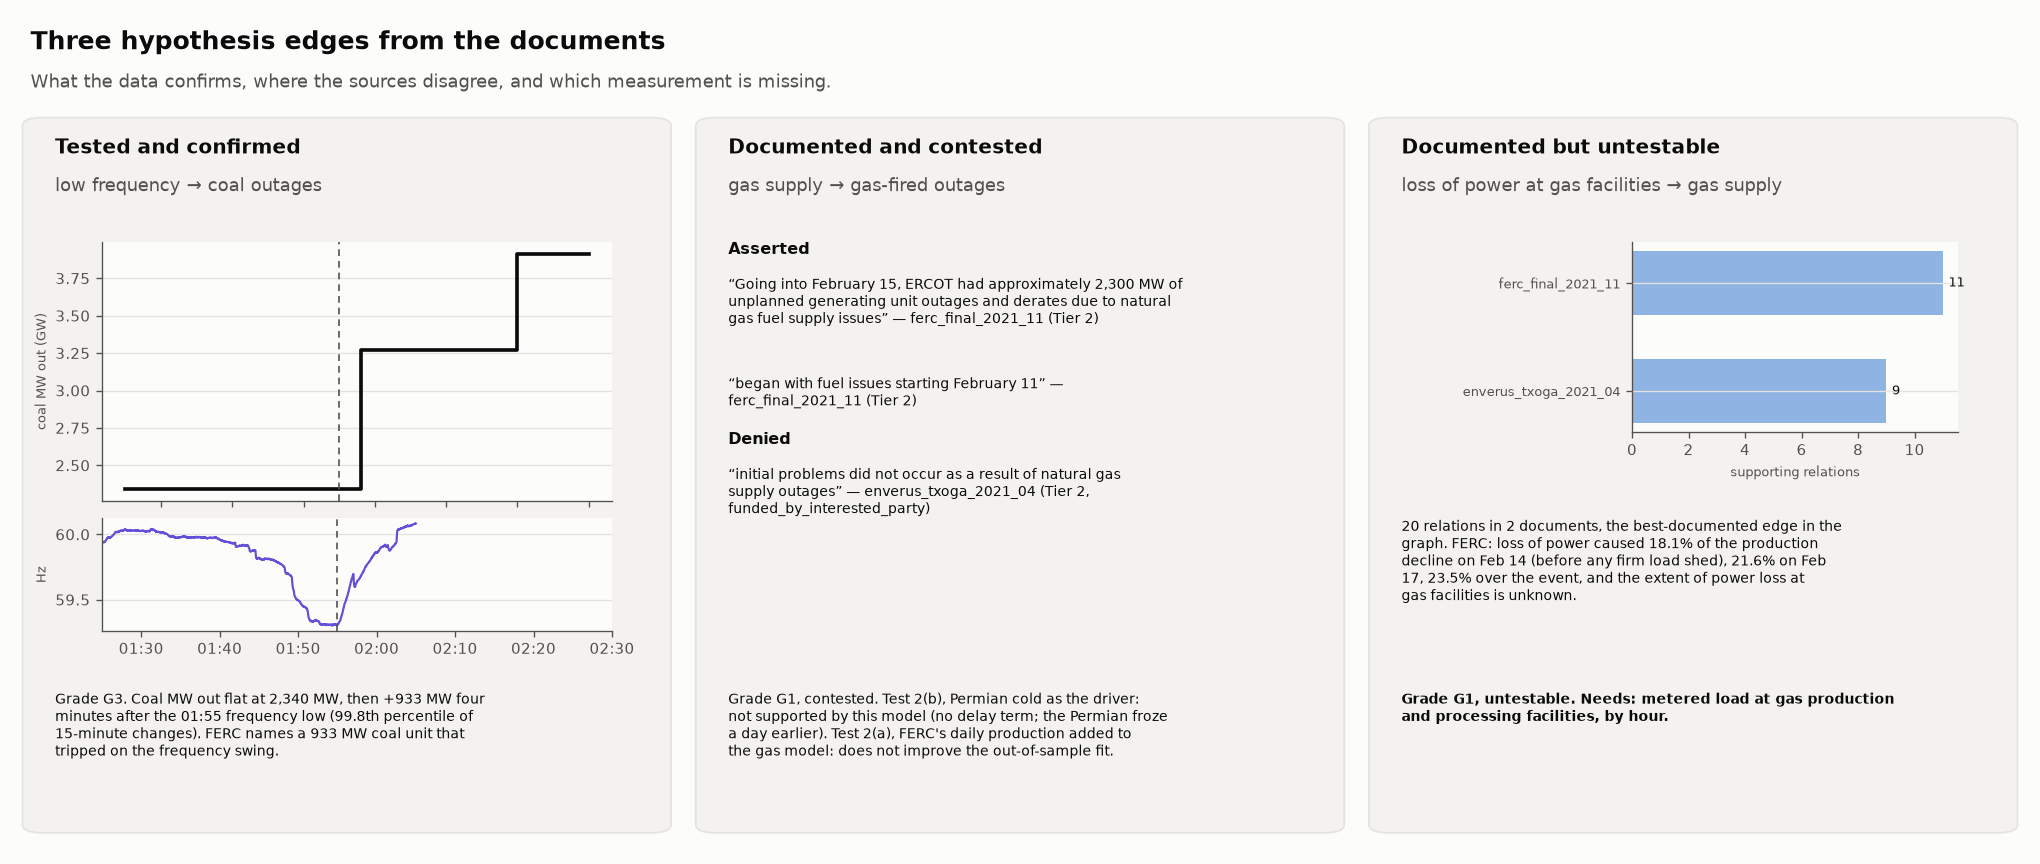 Three hypothesis edges from the documents
What the data confirms, where the sources disagree, and which measurement is missing.
Tested and confirmed
low frequency → coal outages
coal MW out (GW)
3.75
3.50
3.25
3.00
2.75
2.50
Hz
60.0
59.5
01:30
01:40
01:50
02:00
02:10
02:20
02:30
Grade G3. Coal MW out flat at 2,340 MW, then +933 MW four
minutes after the 01:55 frequency low (99.8th percentile of
15-minute changes). FERC names a 933 MW coal unit that
tripped on the frequency swing.
Documented and contested
gas supply → gas-fired outages
Asserted
“Going into February 15, ERCOT had approximately 2,300 MW of
unplanned generating unit outages and derates due to natural
gas fuel supply issues” — ferc_final_2021_11 (Tier 2)
“began with fuel issues starting February 11” —
ferc_final_2021_11 (Tier 2)
Denied
“initial problems did not occur as a result of natural gas
supply outages” — enverus_txoga_2021_04 (Tier 2,
funded_by_interested_party)
Grade G1, contested. Test 2(b), Permian cold as the driver:
not supported by this model (no delay term; the Permian froze
a day earlier). Test 2(a), FERC's daily production added to
the gas model: does not improve the out-of-sample fit.
Documented but untestable
loss of power at gas facilities → gas supply
ferc_final_2021_11
11
enverus_txoga_2021_04
9
0
2
4
6
8
10
supporting relations
20 relations in 2 documents, the best-documented edge in the
graph. FERC: loss of power caused 18.1% of the production
decline on Feb 14 (before any firm load shed), 21.6% on Feb
17, 23.5% over the event, and the extent of power loss at
gas facilities is unknown.
Grade G1, untestable. Needs: metered load at gas production
and processing facilities, by hour.